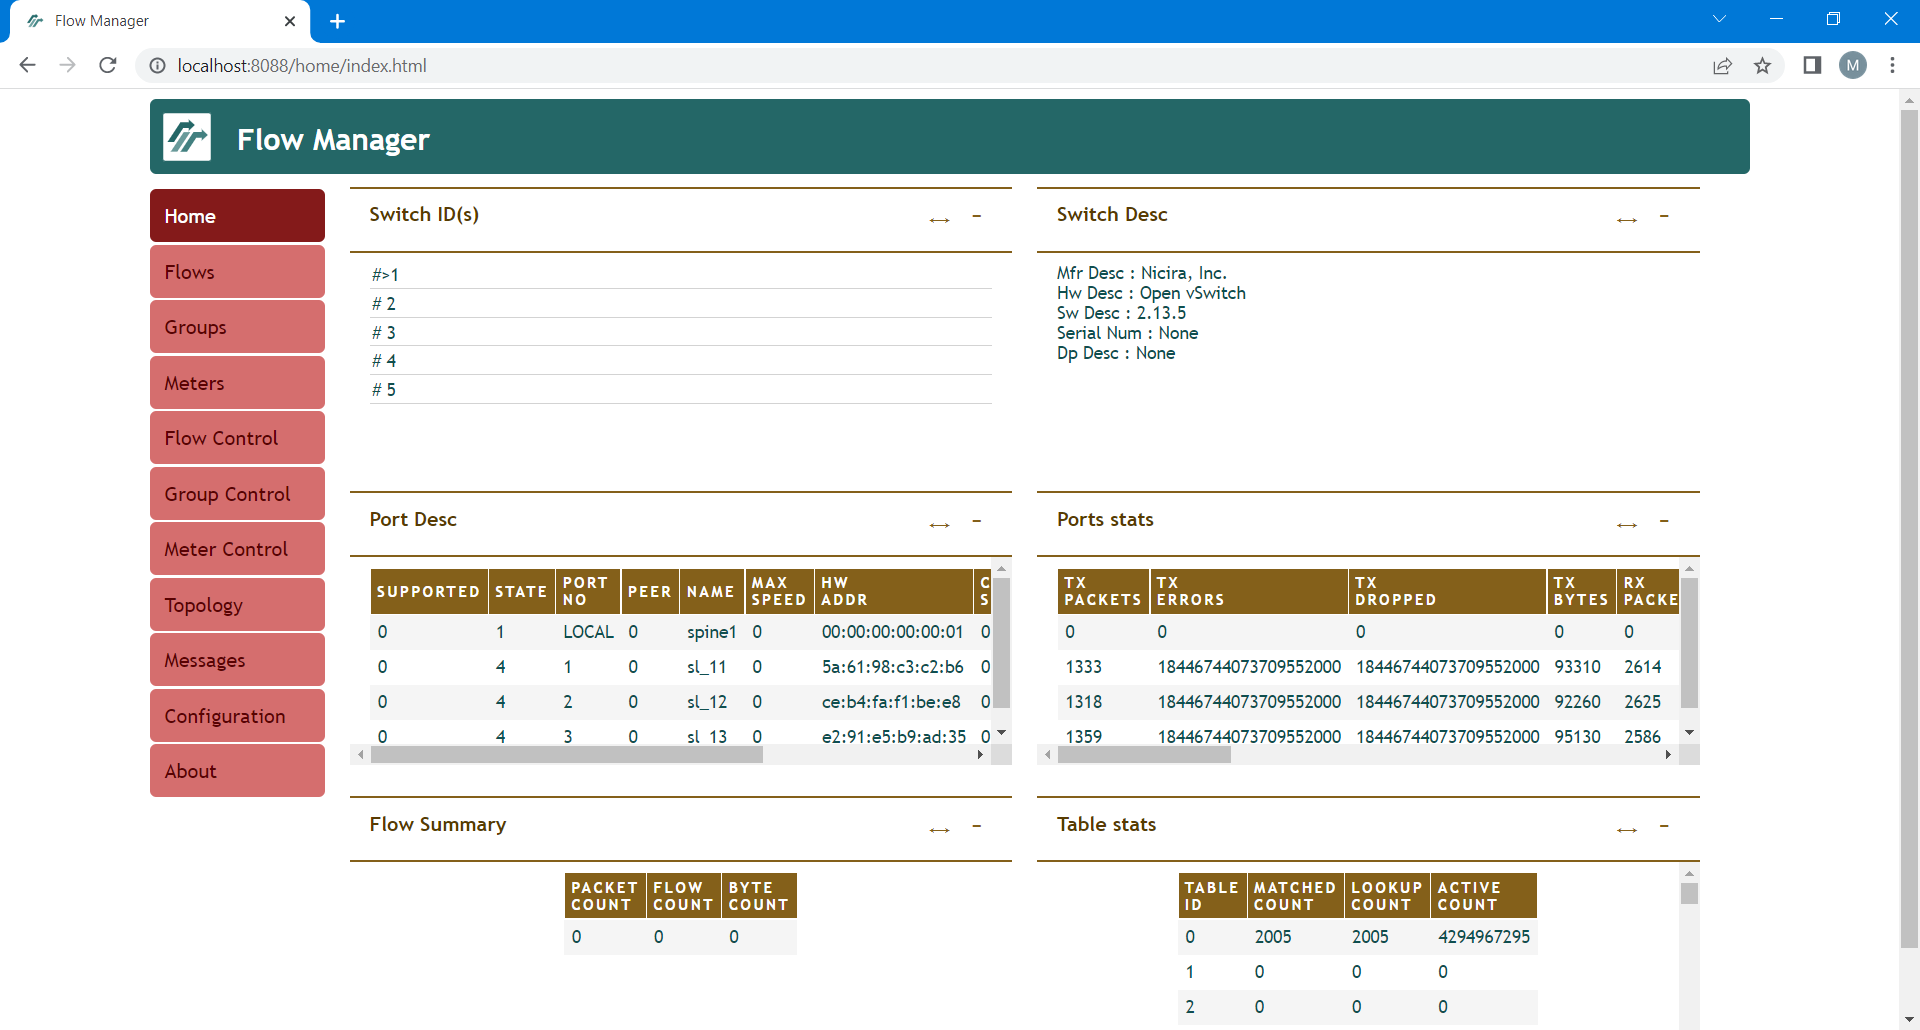 Flow Manager
localhost:8088/home/index.html
M
Flow Manager
Home
Flows
Groups
Meters
Flow Control
Group Control
Meter Control
Topology
Messages
Configuration
About
Switch ID(s)
#>1
# 2
# 3
# 4
# 5
Switch Desc
Mfr Desc : Nicira, Inc.
Hw Desc : Open vSwitch
Sw Desc : 2.13.5
Serial Num : None
Dp Desc : None
Port Desc
SUPPORTED STATE PORT NO PEER NAME MAX SPEED HW ADDR C S
0 1 LOCAL 0 spine1 0 00:00:00:00:00:01 0
0 4 1 0 sl_11 0 5a:61:98:c3:c2:b6 0
0 4 2 0 sl_12 0 ce:b4:fa:f1:be:e8 0
0 4 3 0 sl_13 0 e2:91:e5:b9:ad:35 0
Ports stats
TX PACKETS TX ERRORS TX DROPPED TX BYTES RX PACKE
0 0 0 0 0
1333 18446744073709552000 18446744073709552000 93310 2614
1318 18446744073709552000 18446744073709552000 92260 2625
1359 18446744073709552000 18446744073709552000 95130 2586
Flow Summary
PACKET COUNT FLOW COUNT BYTE COUNT
0 0 0
Table stats
TABLE ID MATCHED COUNT LOOKUP COUNT ACTIVE COUNT
0 2005 2005 4294967295
1 0 0 0
2 0 0 0